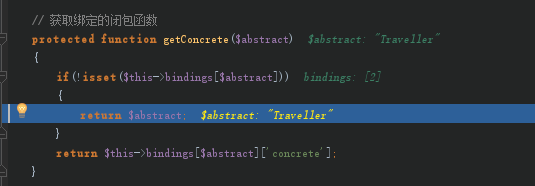 // 获取绑定的闭包函数
protected function getConcrete($abstract)  $abstract: "Traveller"
{
if(!isset($this->bindings[$abstract]))  bindings: [2]
{
return $abstract;  $abstract: "Traveller"
}
return $this->bindings[$abstract]['concrete'];
}